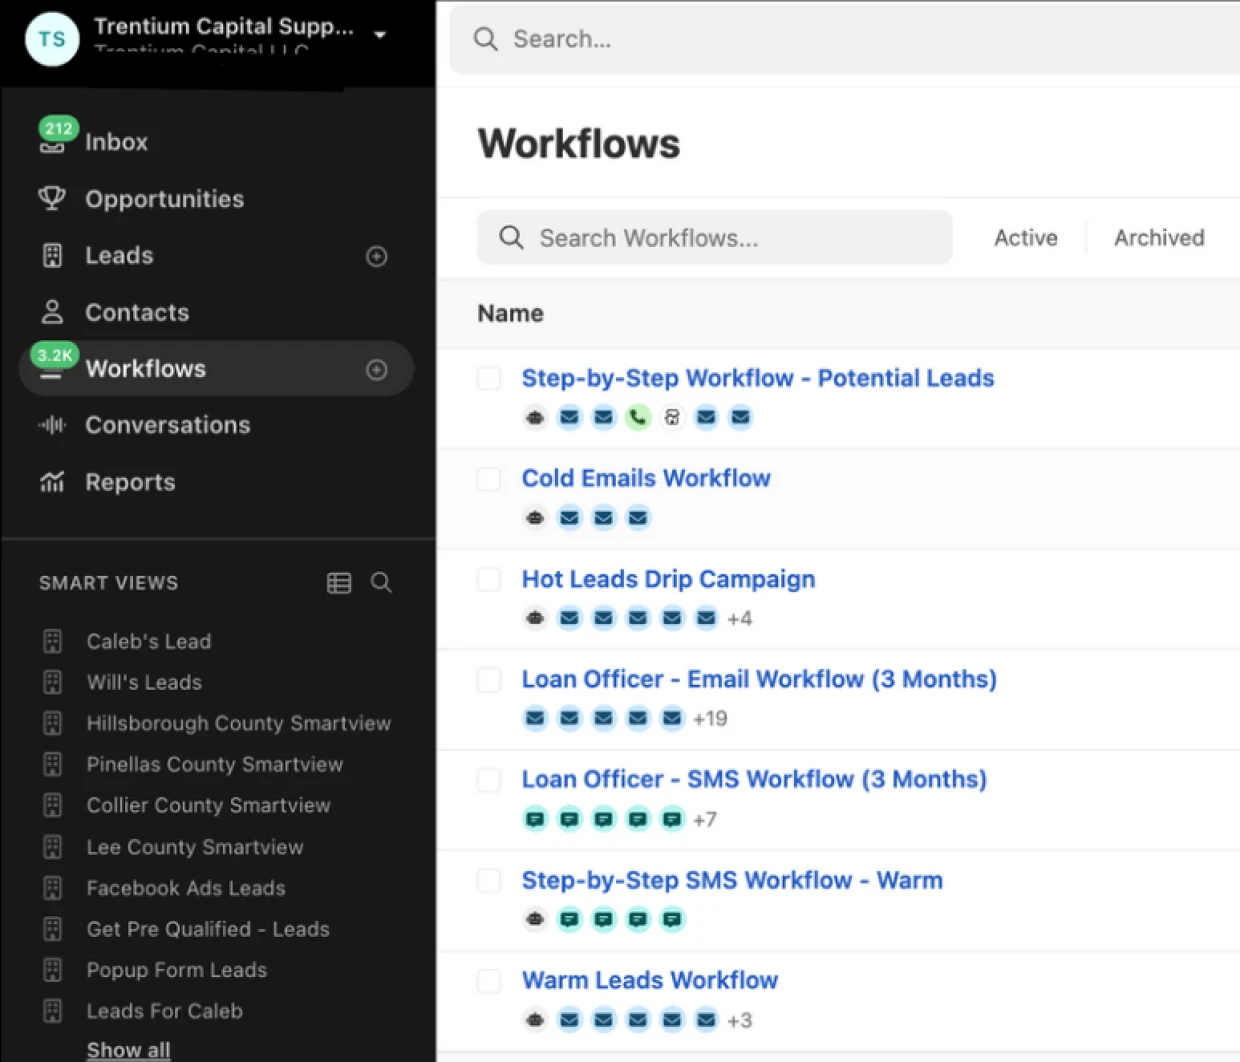 TS
Trentium Capital Supp...
Trentium Capital LLC
212
Inbox
Opportunities
Leads
Contacts
3.2K
Workflows
Conversations
Reports
SMART VIEWS
Caleb's Lead
Will's Leads
Hillsborough County Smartview
Pinellas County Smartview
Collier County Smartview
Lee County Smartview
Facebook Ads Leads
Get Pre Qualified - Leads
Popup Form Leads
Leads For Caleb
Show all
Search...
Workflows
Search Workflows...
Active
Archived
Name
Step-by-Step Workflow - Potential Leads
Cold Emails Workflow
Hot Leads Drip Campaign
+4
Loan Officer - Email Workflow (3 Months)
+19
Loan Officer - SMS Workflow (3 Months)
+7
Step-by-Step SMS Workflow - Warm
Warm Leads Workflow
+3